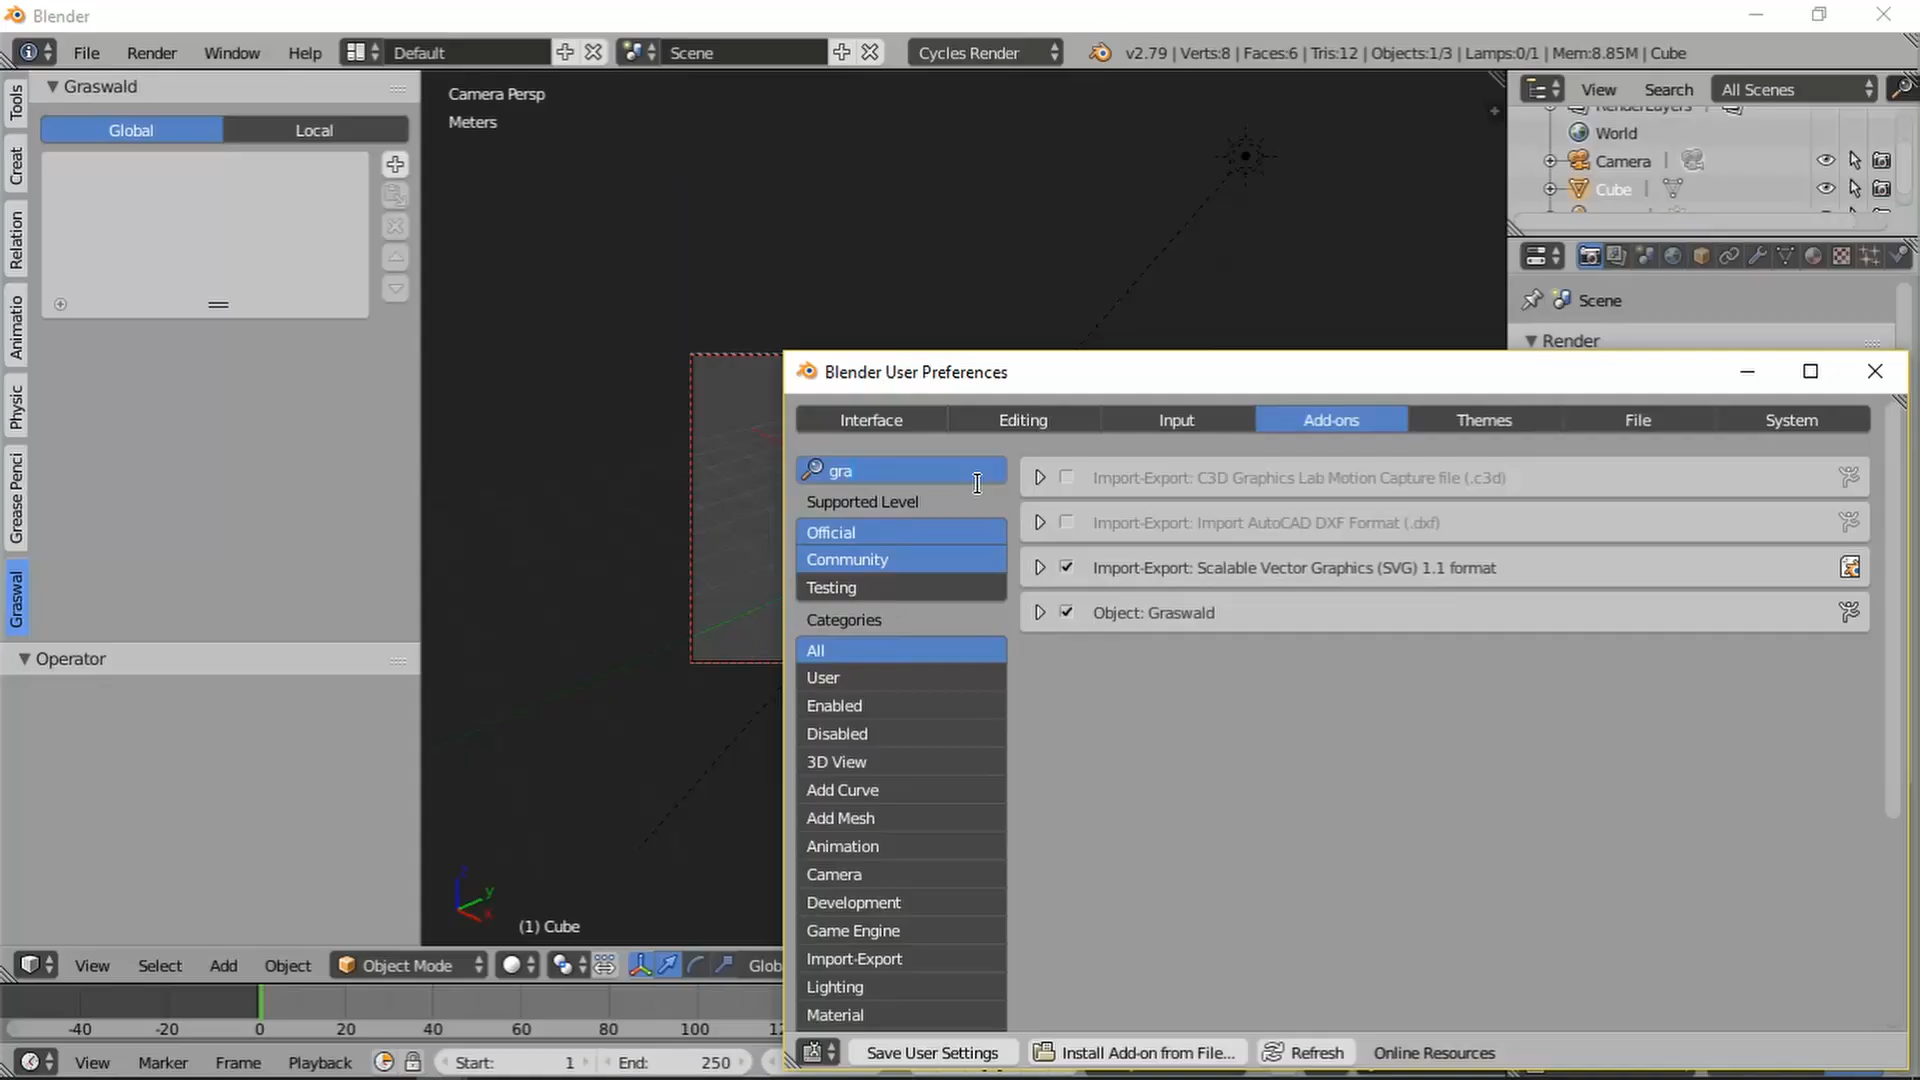 Blender
File Render Window Help Default Scene Cycles Render v2.79 | Verts:8 | Faces:6 | Tris:12 | Objects:1/3 | Lamps:0/1 | Mem:8.85M | Cube
Graswald
Global Local
Tools
Creat
Relation
Animatio
Physic
Grease Penci
Graswal
Operator
Camera Persp
Meters
(1) Cube
View Search All Scenes
RenderLayers
World
Camera
Cube
Scene
Render
Blender User Preferences
Interface Editing Input Add-ons Themes File System
gra
Supported Level
Official
Community
Testing
Categories
All
User
Enabled
Disabled
3D View
Add Curve
Add Mesh
Animation
Camera
Development
Game Engine
Import-Export
Lighting
Material
Import-Export: C3D Graphics Lab Motion Capture file (.c3d)
Import-Export: Import AutoCAD DXF Format (.dxf)
Import-Export: Scalable Vector Graphics (SVG) 1.1 format
Object: Graswald
Save User Settings Install Add-on from File... Refresh Online Resources
View Select Add Object Object Mode Glob
-40 -20 0 20 40 60 80 100 12
View Marker Frame Playback Start: 1 End: 250
z
y
x